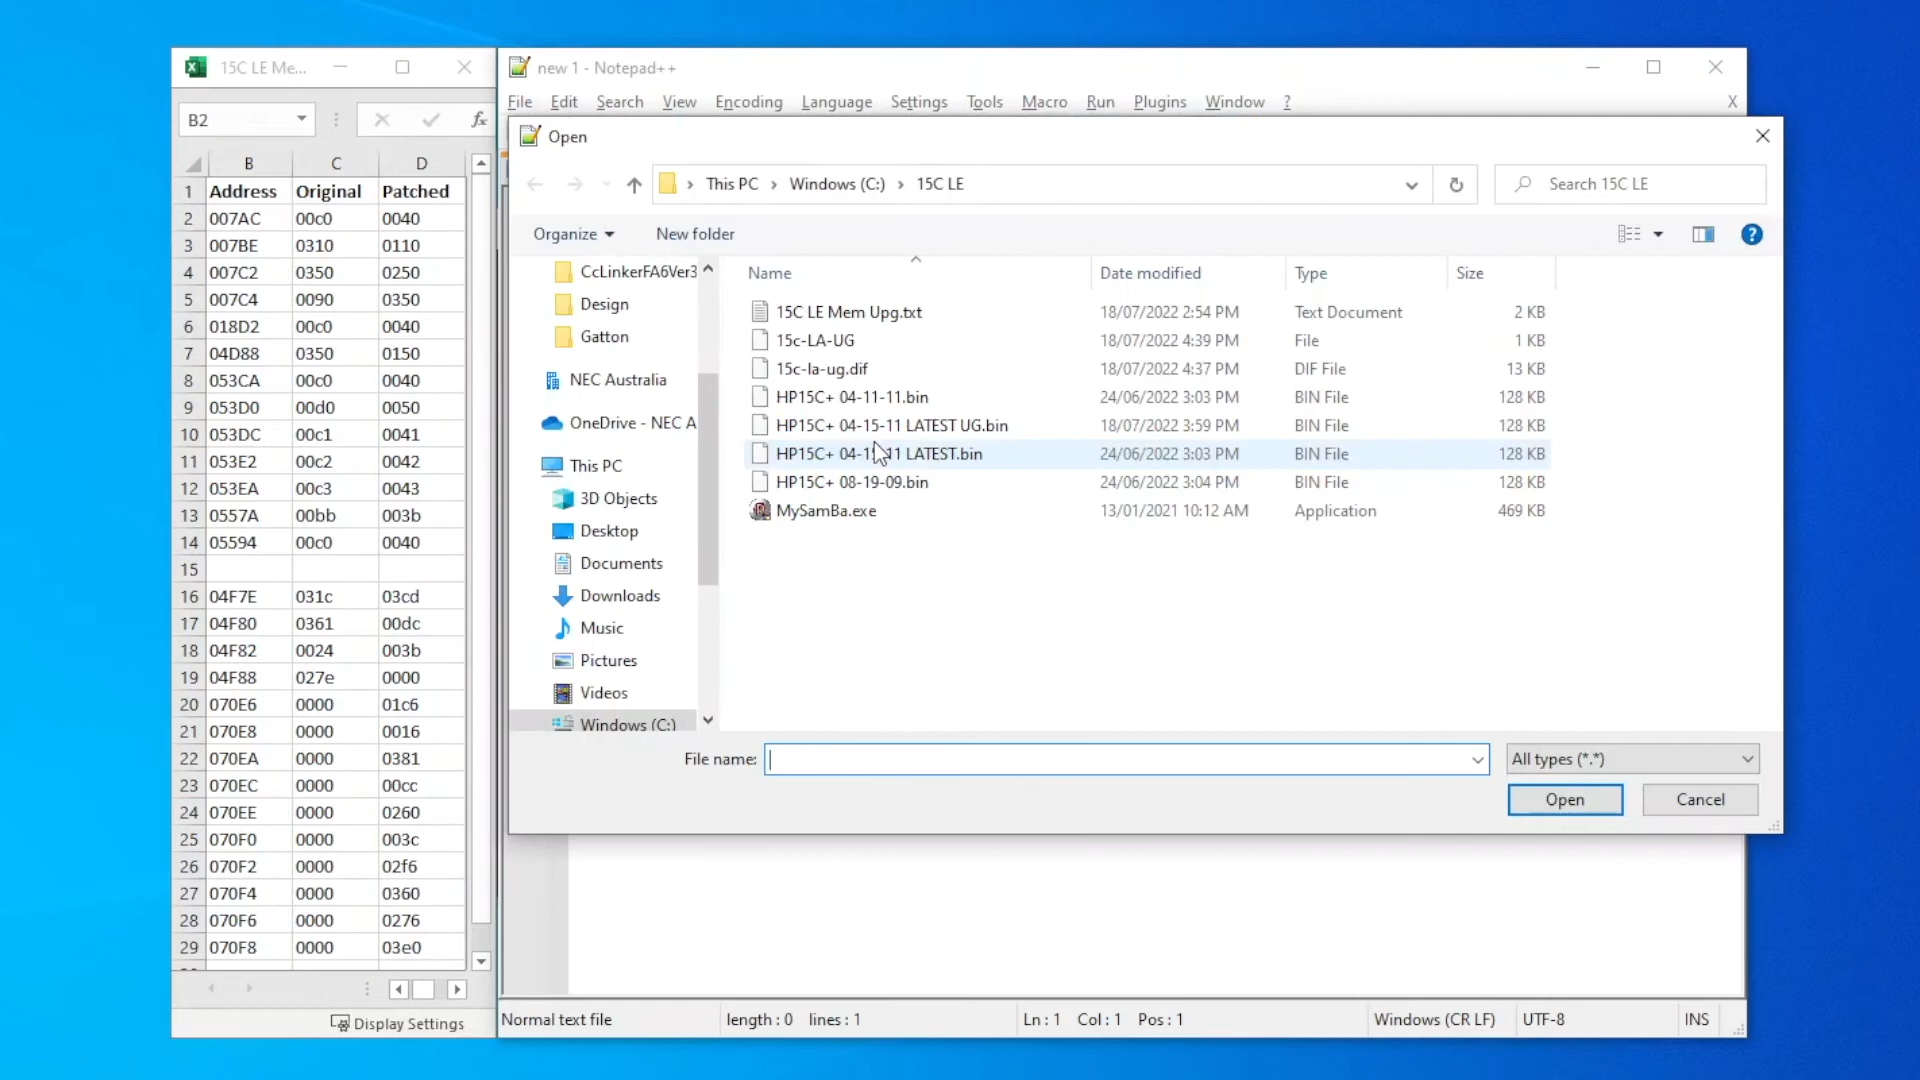 15C LE Me...
B2
fx
B C D
1 Address Original Patched
2 007AC 00c0 0040
3 007BE 0310 0110
4 007C2 0350 0250
5 007C4 0090 0350
6 018D2 00c0 0040
7 04D88 0350 0150
8 053CA 00c0 0040
9 053D0 00d0 0050
10 053DC 00c1 0041
11 053E2 00c2 0042
12 053EA 00c3 0043
13 0557A 00bb 003b
14 05594 00c0 0040
15
16 04F7E 031c 03cd
17 04F80 0361 00dc
18 04F82 0024 003b
19 04F88 027e 0000
20 070E6 0000 01c6
21 070E8 0000 0016
22 070EA 0000 0381
23 070EC 0000 00cc
24 070EE 0000 0260
25 070F0 0000 003c
26 070F2 0000 02f6
27 070F4 0000 0360
28 070F6 0000 0276
29 070F8 0000 03e0
Display Settings
new 1 - Notepad++
File Edit Search View Encoding Language Settings Tools Macro Run Plugins Window ? X
Open
This PC › Windows (C:) › 15C LE
Search 15C LE
Organize New folder
?
CcLinkerFA6Ver3
Design
Gatton
NEC Australia
OneDrive - NEC A
This PC
3D Objects
Desktop
Documents
Downloads
Music
Pictures
Videos
Windows (C:)
Name Date modified Type Size
15C LE Mem Upg.txt 18/07/2022 2:54 PM Text Document 2 KB
15c-LA-UG 18/07/2022 4:39 PM File 1 KB
15c-la-ug.dif 18/07/2022 4:37 PM DIF File 13 KB
HP15C+ 04-11-11.bin 24/06/2022 3:03 PM BIN File 128 KB
HP15C+ 04-15-11 LATEST UG.bin 18/07/2022 3:59 PM BIN File 128 KB
HP15C+ 04-15-11 LATEST.bin 24/06/2022 3:03 PM BIN File 128 KB
HP15C+ 08-19-09.bin 24/06/2022 3:04 PM BIN File 128 KB
MySamBa.exe 13/01/2021 10:12 AM Application 469 KB
File name: All types (*.*)
Open Cancel
Normal text file length : 0 lines : 1 Ln : 1 Col : 1 Pos : 1 Windows (CR LF) UTF-8 INS